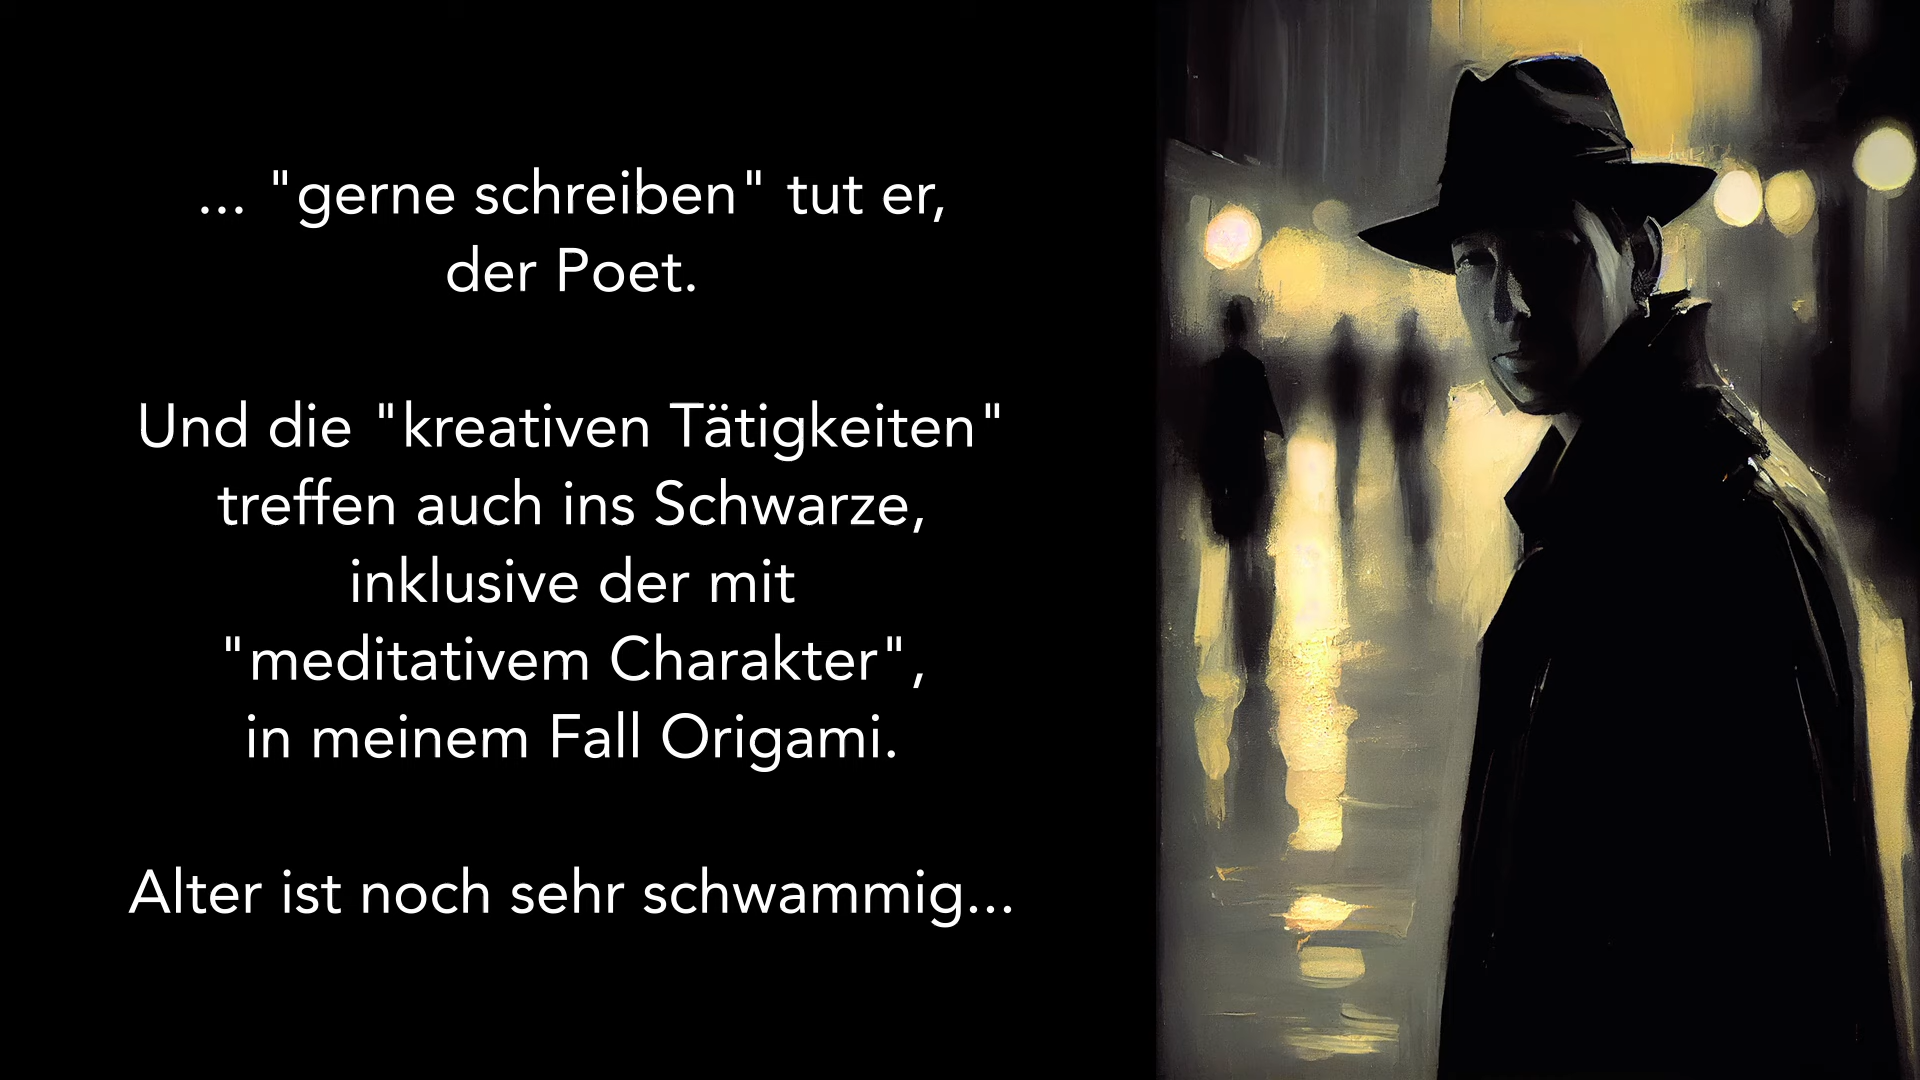 ... "gerne schreiben" tut er,
der Poet.
Und die "kreativen Tätigkeiten"
treffen auch ins Schwarze,
inklusive der mit
"meditativem Charakter",
in meinem Fall Origami.
Alter ist noch sehr schwammig...